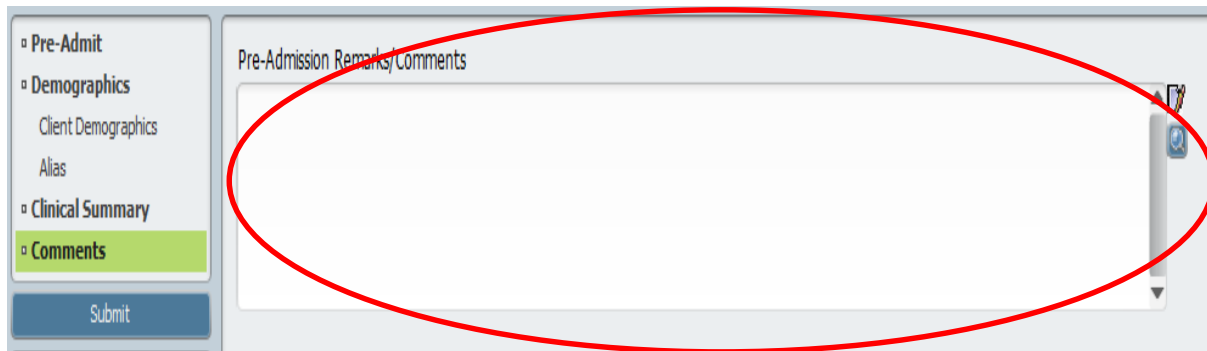 Pre-Admit
Demographics
Client Demographics
Alias
Clinical Summary
Comments
Submit
Pre-Admission Remarks/Comments